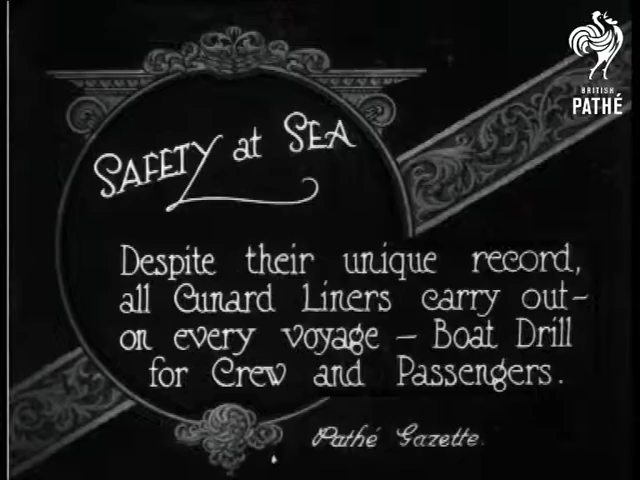 BRITISH
PATHÉ
SAFETY at SEA
Despite their unique record,
all Cunard Liners carry out-
on every voyage - Boat Drill
for Crew and Passengers.
Pathé Gazette.